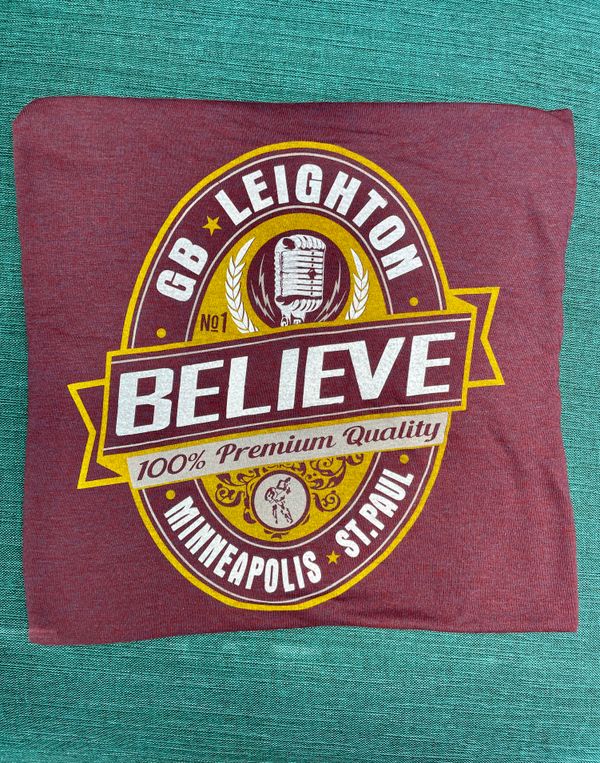 GB ★ LEIGHTON
Nº1
BELIEVE
100% Premium Quality
MINNEAPOLIS ★ ST. PAUL